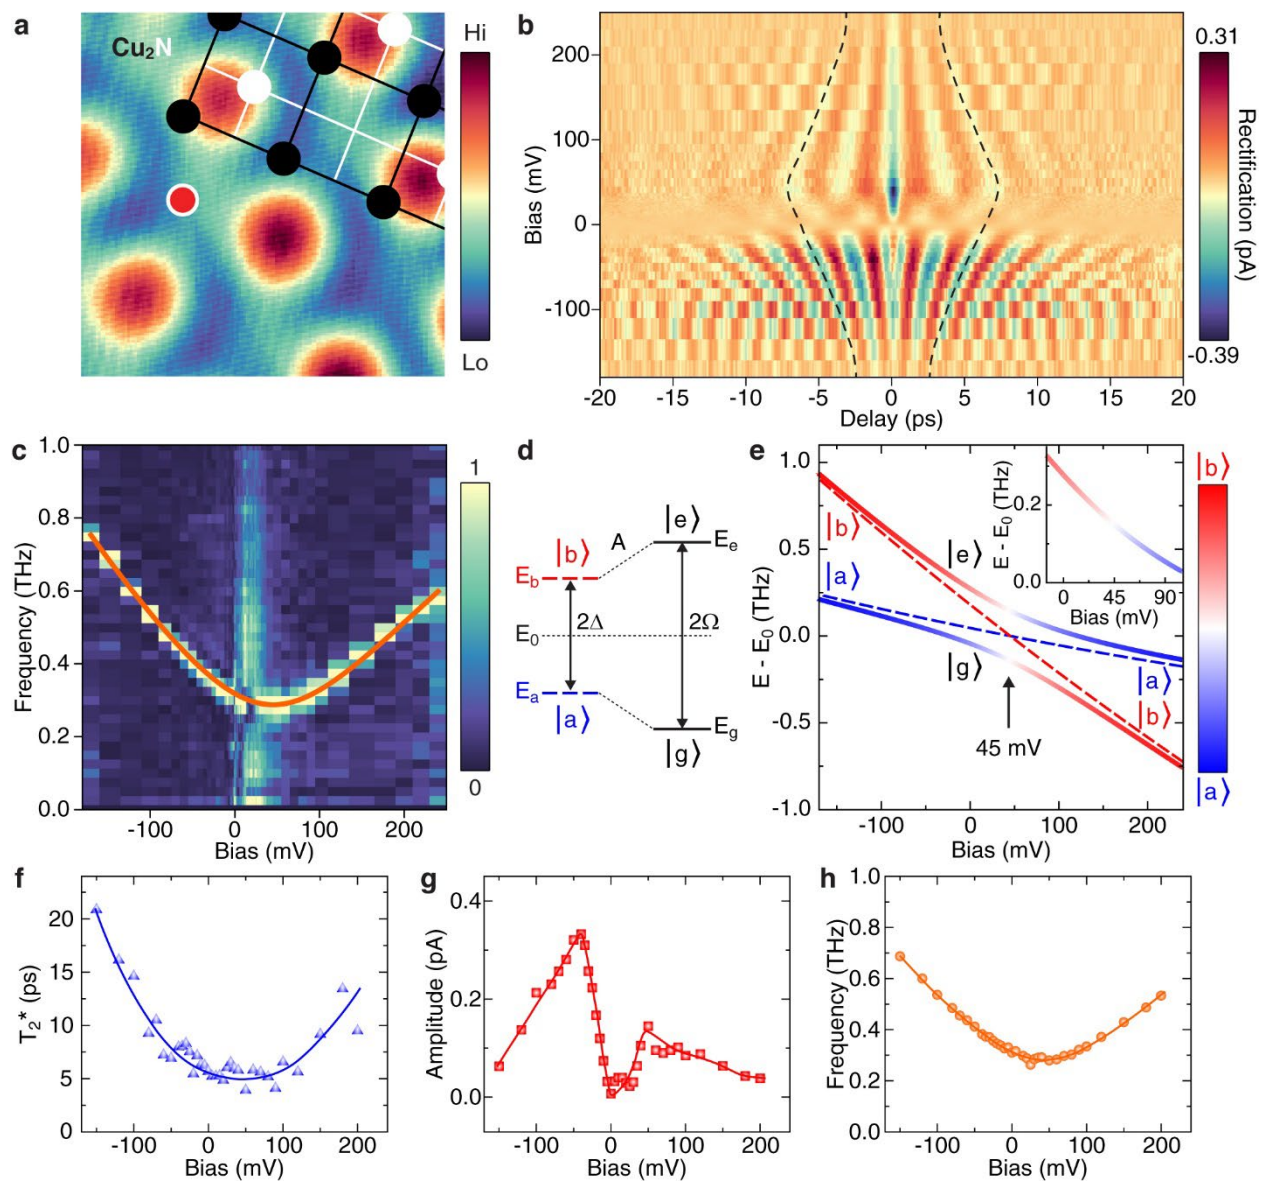 a
Cu₂N
Hi
Lo
b
Bias (mV)
200
100
0
-100
-20 -15 -10 -5 0 5 10 15 20
Delay (ps)
0.31
Rectification (pA)
-0.39
c
Frequency (THz)
1.0
0.8
0.6
0.4
0.2
0.0
-100 0 100 200
Bias (mV)
1
0
d
|b⟩
A
|e⟩
E_e
E_b
E_0
2Δ
2Ω
E_a
|a⟩
|g⟩
E_g
e
E - E_0 (THz)
1.0
0.5
0.0
-0.5
-1.0
|b⟩
|a⟩
|e⟩
|g⟩
45 mV
|a⟩
|b⟩
-100 0 100 200
Bias (mV)
E - E_0 (THz)
0.2
0.0
0 45 90
Bias (mV)
|b⟩
|a⟩
f
T₂* (ps)
20
15
10
5
0
-100 0 100 200
Bias (mV)
g
Amplitude (pA)
0.4
0.2
0.0
-100 0 100 200
Bias (mV)
h
Frequency (THz)
1.0
0.8
0.6
0.4
0.2
0.0
-100 0 100 200
Bias (mV)